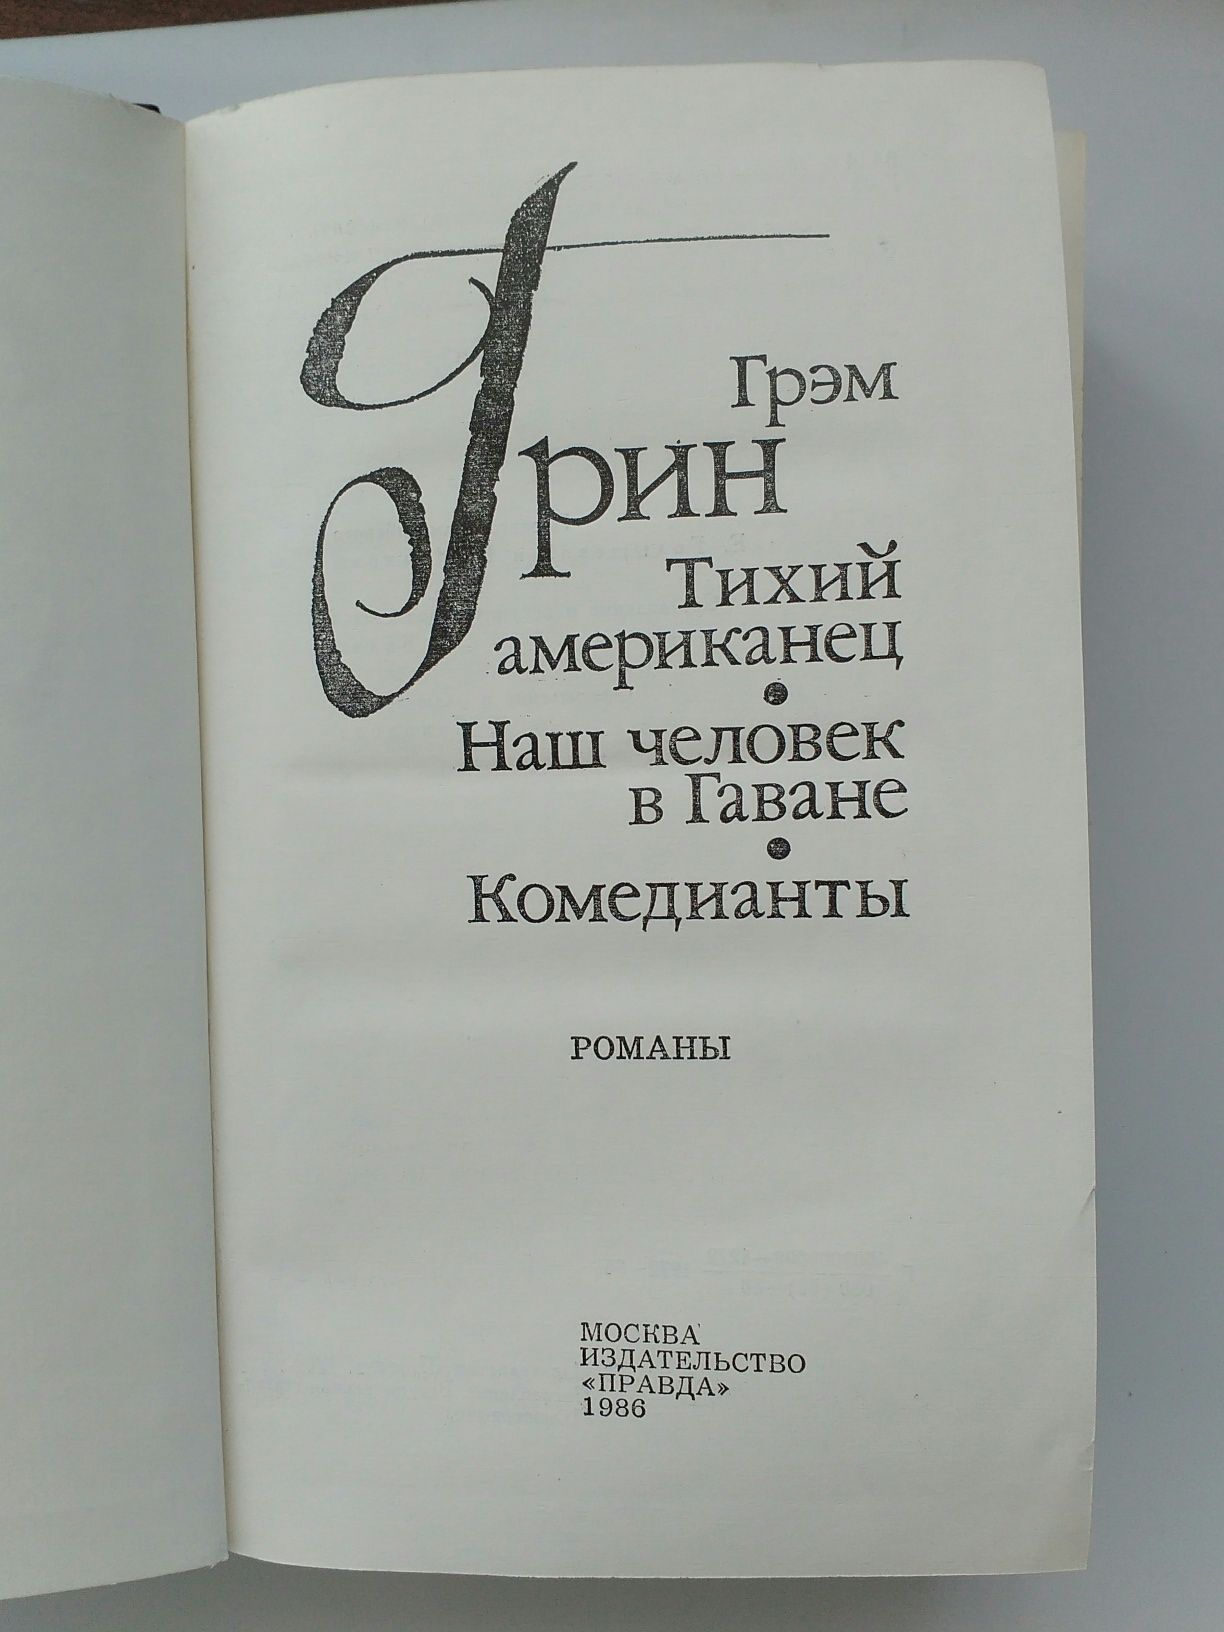 Грэм
Грин
Тихий
американец
•
Наш человек
в Гаване
•
Комедианты
РОМАНЫ
МОСКВА
ИЗДАТЕЛЬСТВО
«ПРАВДА»
1986